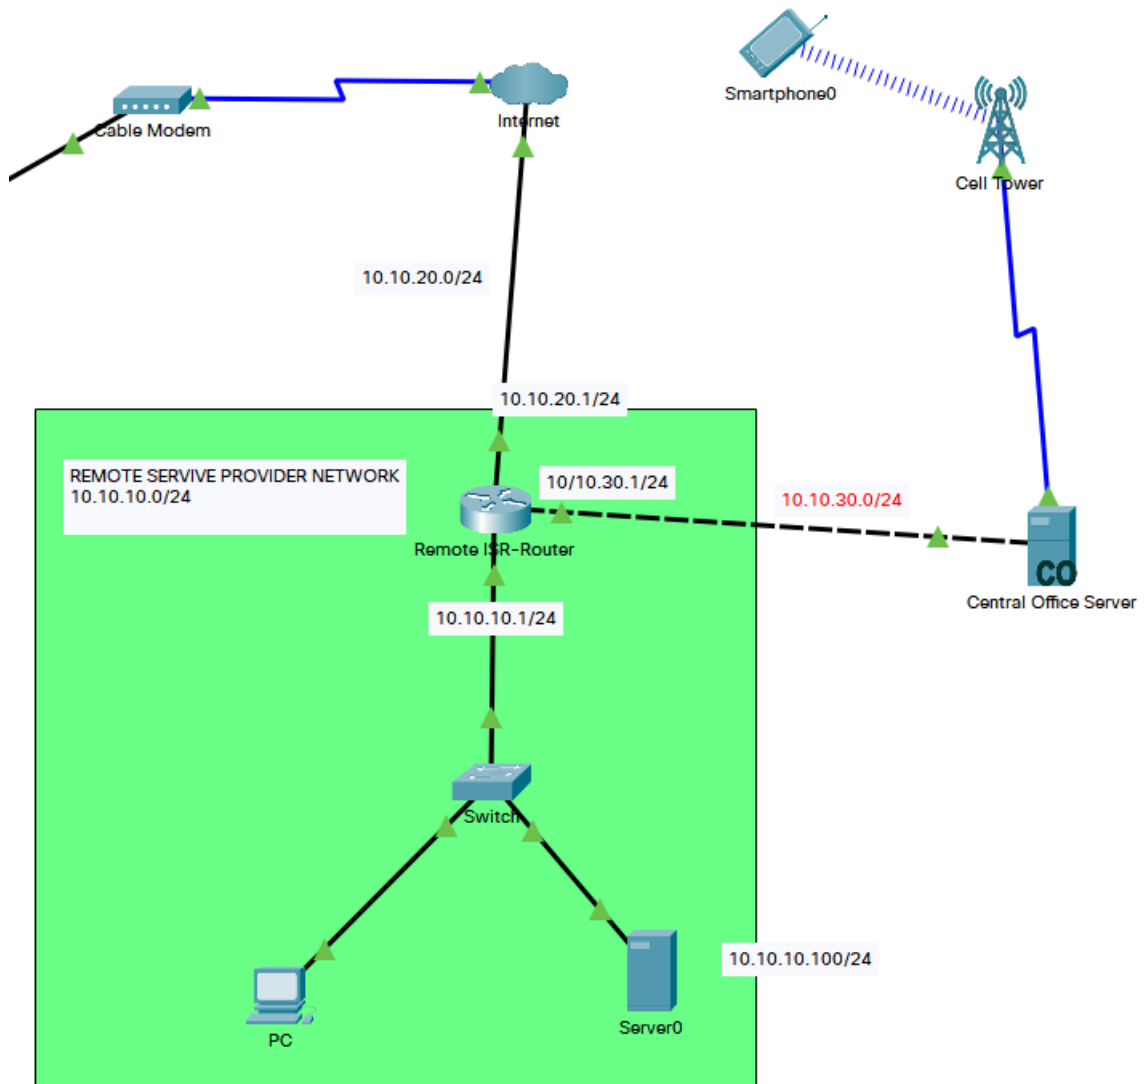 Smartphone0
Cable Modem
Internet
Cell Tower
10.10.20.0/24
10.10.20.1/24
REMOTE SERVIVE PROVIDER NETWORK
10.10.10.0/24
10/10.30.1/24
10.10.30.0/24
Remote ISR-Router
CO
Central Office Server
10.10.10.1/24
Switch
10.10.10.100/24
Server0
PC